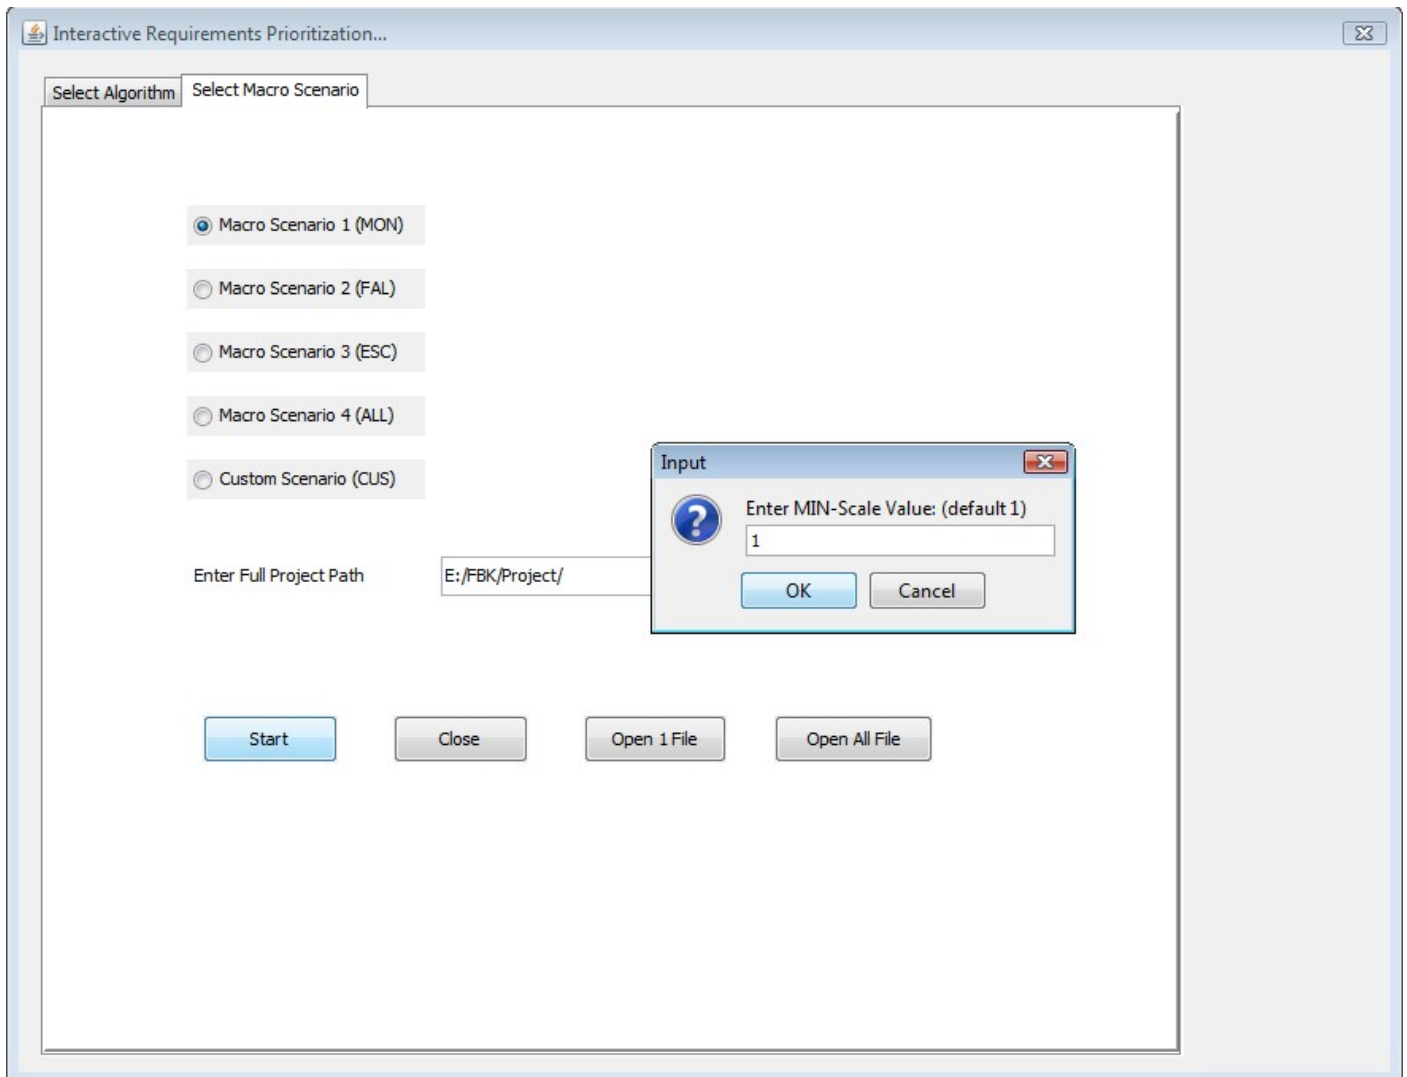 Interactive Requirements Prioritization...
Select Algorithm
Select Macro Scenario
Macro Scenario 1 (MON)
Macro Scenario 2 (FAL)
Macro Scenario 3 (ESC)
Macro Scenario 4 (ALL)
Custom Scenario (CUS)
Input
Enter MIN-Scale Value: (default 1)
1
OK
Cancel
Enter Full Project Path
E:/FBK/Project/
Start
Close
Open 1 File
Open All File